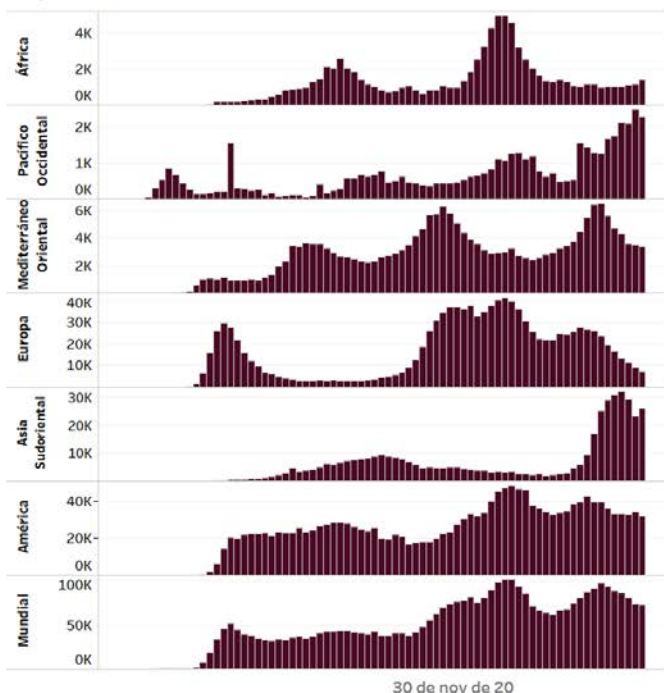 África
4K
2K
0K
Pacífico
Occidental
2K
1K
0K
Mediterráneo
Oriental
6K
4K
2K
Europa
40K
30K
20K
10K
Asia
Sudoriental
30K
20K
10K
América
40K
20K
0K
Mundial
100K
50K
0K
30 de nov de 20